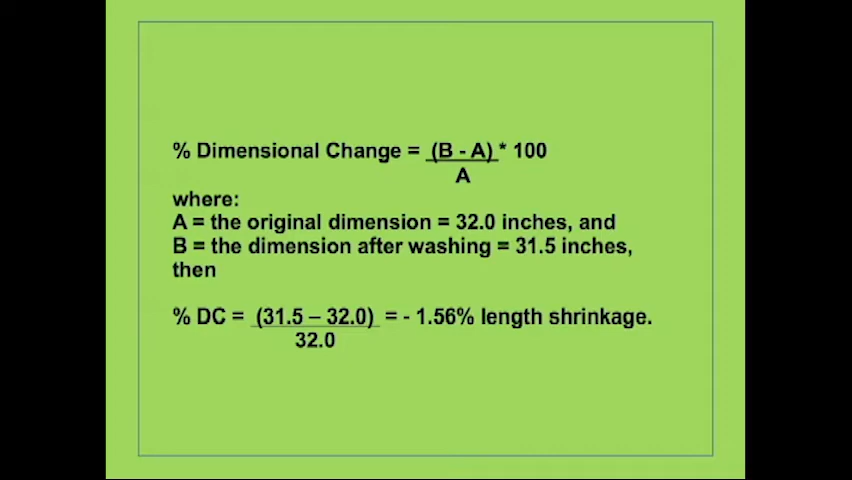 % Dimensional Change = (B - A) * 100
A
where:
A = the original dimension = 32.0 inches, and
B = the dimension after washing = 31.5 inches,
then
% DC = (31.5 – 32.0) = - 1.56% length shrinkage.
32.0